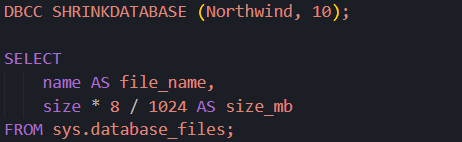 DBCC SHRINKDATABASE (Northwind, 10);
SELECT
name AS file_name,
size * 8 / 1024 AS size_mb
FROM sys.database_files;